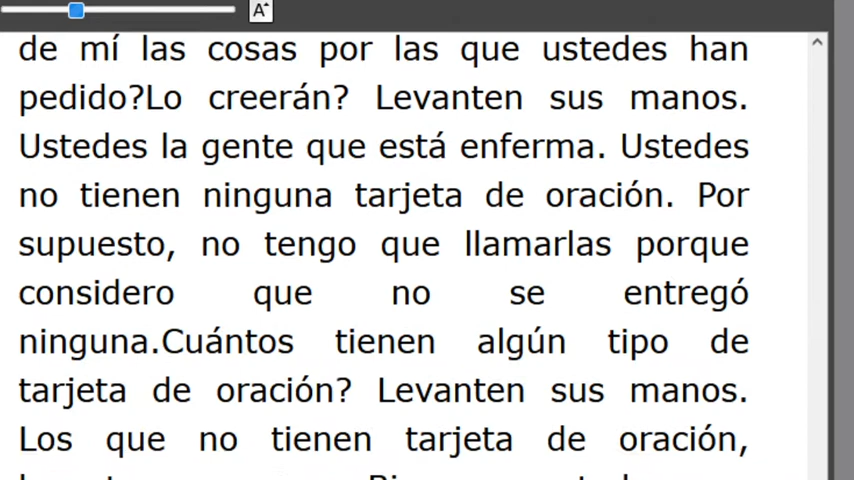 A
de mí las cosas por las que ustedes han
pedido?Lo creerán? Levanten sus manos.
Ustedes la gente que está enferma. Ustedes
no tienen ninguna tarjeta de oración. Por
supuesto, no tengo que llamarlas porque
considero que no se entregó
ninguna.Cuántos tienen algún tipo de
tarjeta de oración? Levanten sus manos.
Los que no tienen tarjeta de oración,